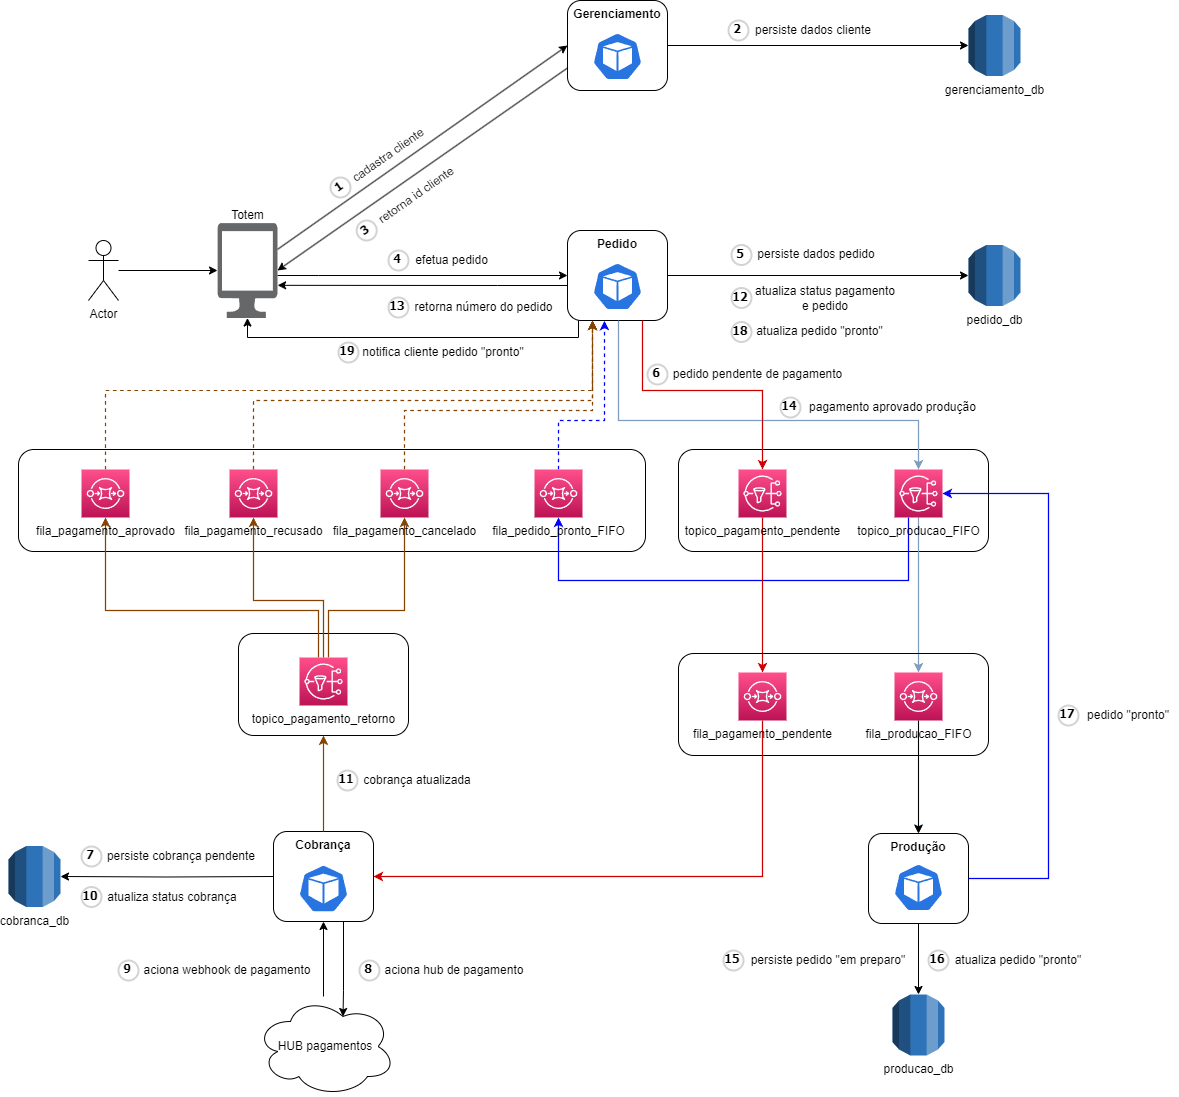 Gerenciamento
2 persiste dados cliente
gerenciamento_db
1 cadastra cliente
3 retorna id cliente
Totem
Actor
4 efetua pedido
13 retorna número do pedido
19 notifica cliente pedido "pronto"
Pedido
5 persiste dados pedido
12 atualiza status pagamento
e pedido
18 atualiza pedido "pronto"
pedido_db
6 pedido pendente de pagamento
14 pagamento aprovado produção
fila_pagamento_aprovado
fila_pagamento_recusado
fila_pagamento_cancelado
fila_pedido_pronto_FIFO
topico_pagamento_pendente
topico_producao_FIFO
topico_pagamento_retorno
fila_pagamento_pendente
fila_producao_FIFO
17 pedido "pronto"
11 cobrança atualizada
Cobrança
7 persiste cobrança pendente
10 atualiza status cobrança
cobranca_db
9 aciona webhook de pagamento
8 aciona hub de pagamento
HUB pagamentos
Produção
15 persiste pedido "em preparo"
16 atualiza pedido "pronto"
producao_db